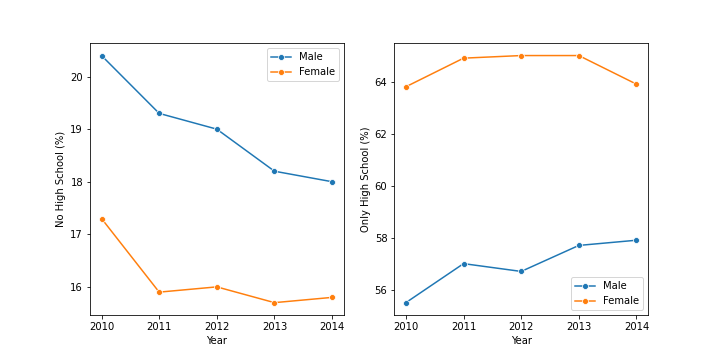 No High School (%)
20
19
18
17
16
Male
Female
2010
2011
2012
2013
2014
Year
Only High School (%)
64
62
60
58
56
Male
Female
2010
2011
2012
2013
2014
Year